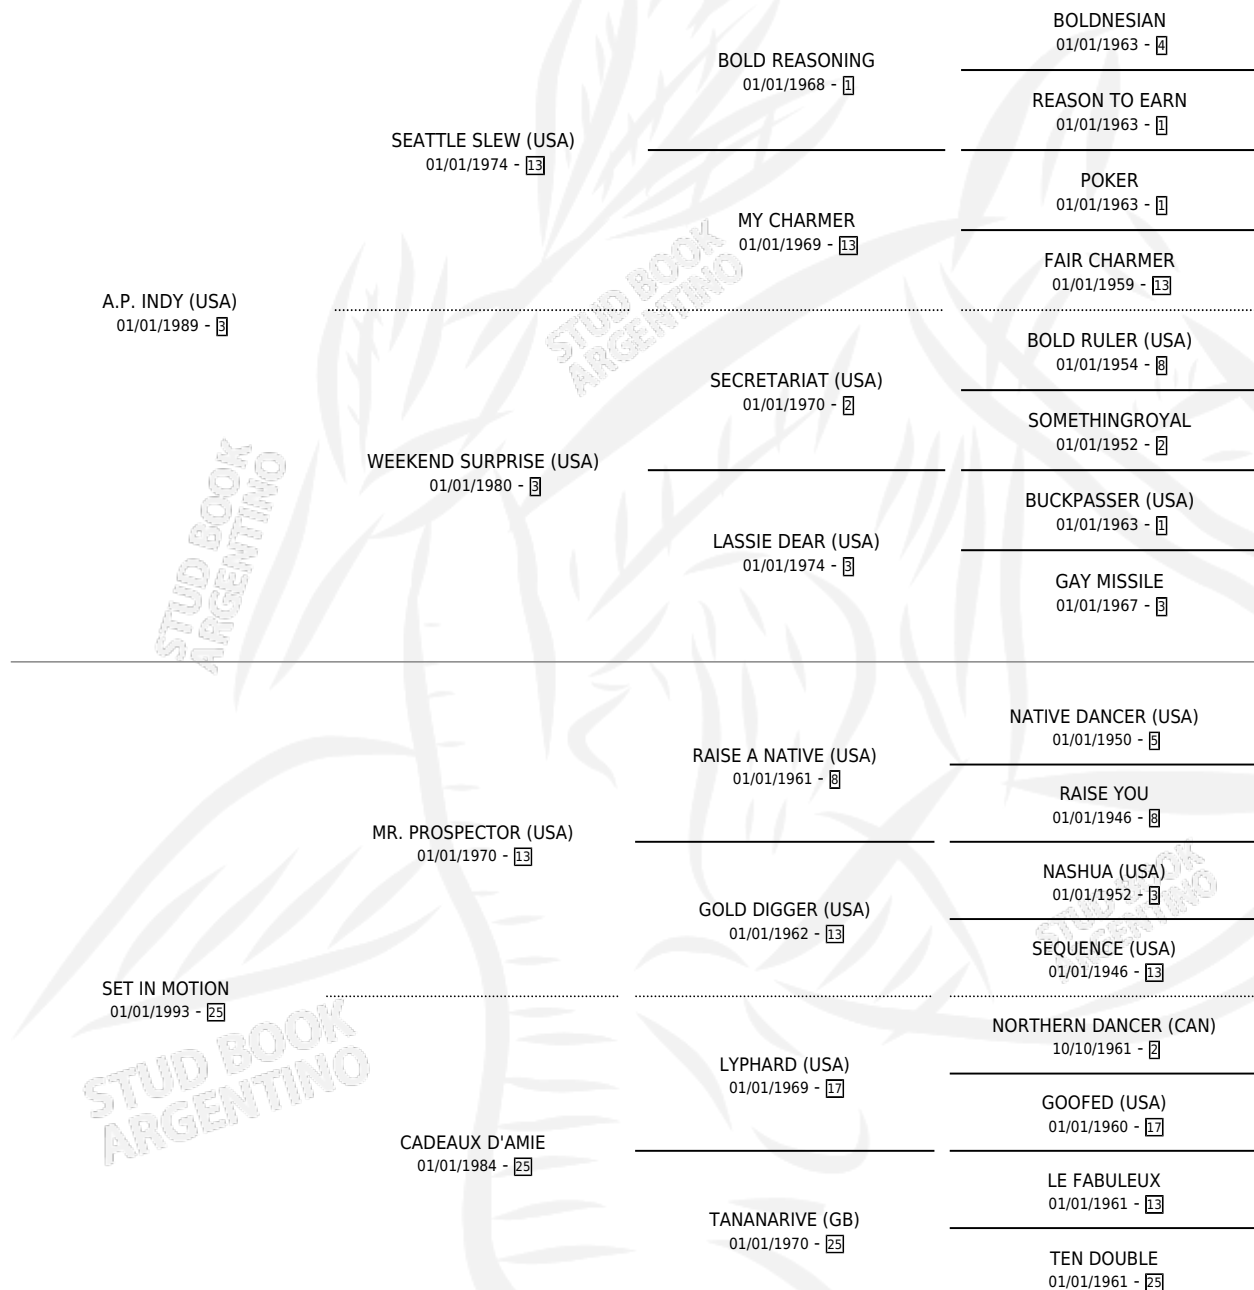 BOLDNESIAN
01/01/1963 - 4
BOLD REASONING
01/01/1968 - 1
REASON TO EARN
01/01/1963 - 1
SEATTLE SLEW (USA)
01/01/1974 - 13
POKER
01/01/1963 - 1
MY CHARMER
01/01/1969 - 13
FAIR CHARMER
01/01/1959 - 13
A.P. INDY (USA)
01/01/1989 - 3
STUD BOOK
ARGENTINO
BOLD RULER (USA)
01/01/1954 - 8
SECRETARIAT (USA)
01/01/1970 - 2
SOMETHINGROYAL
01/01/1952 - 2
WEEKEND SURPRISE (USA)
01/01/1980 - 3
BUCKPASSER (USA)
01/01/1963 - 1
LASSIE DEAR (USA)
01/01/1974 - 3
GAY MISSILE
01/01/1967 - 3
STUD BOOK
ARGENTINO
NATIVE DANCER (USA)
01/01/1950 - 5
RAISE A NATIVE (USA)
01/01/1961 - 8
RAISE YOU
01/01/1946 - 8
MR. PROSPECTOR (USA)
01/01/1970 - 13
NASHUA (USA)
01/01/1952 - 3
GOLD DIGGER (USA)
01/01/1962 - 13
STUD BOOK
ARGENTINO
SEQUENCE (USA)
01/01/1946 - 13
SET IN MOTION
01/01/1993 - 25
NORTHERN DANCER (CAN)
10/10/1961 - 2
LYPHARD (USA)
01/01/1969 - 17
GOOFED (USA)
01/01/1960 - 17
STUD BOOK
ARGENTINO
CADEAUX D'AMIE
01/01/1984 - 25
LE FABULEUX
01/01/1961 - 13
TANANARIVE (GB)
01/01/1970 - 25
TEN DOUBLE
01/01/1961 - 25